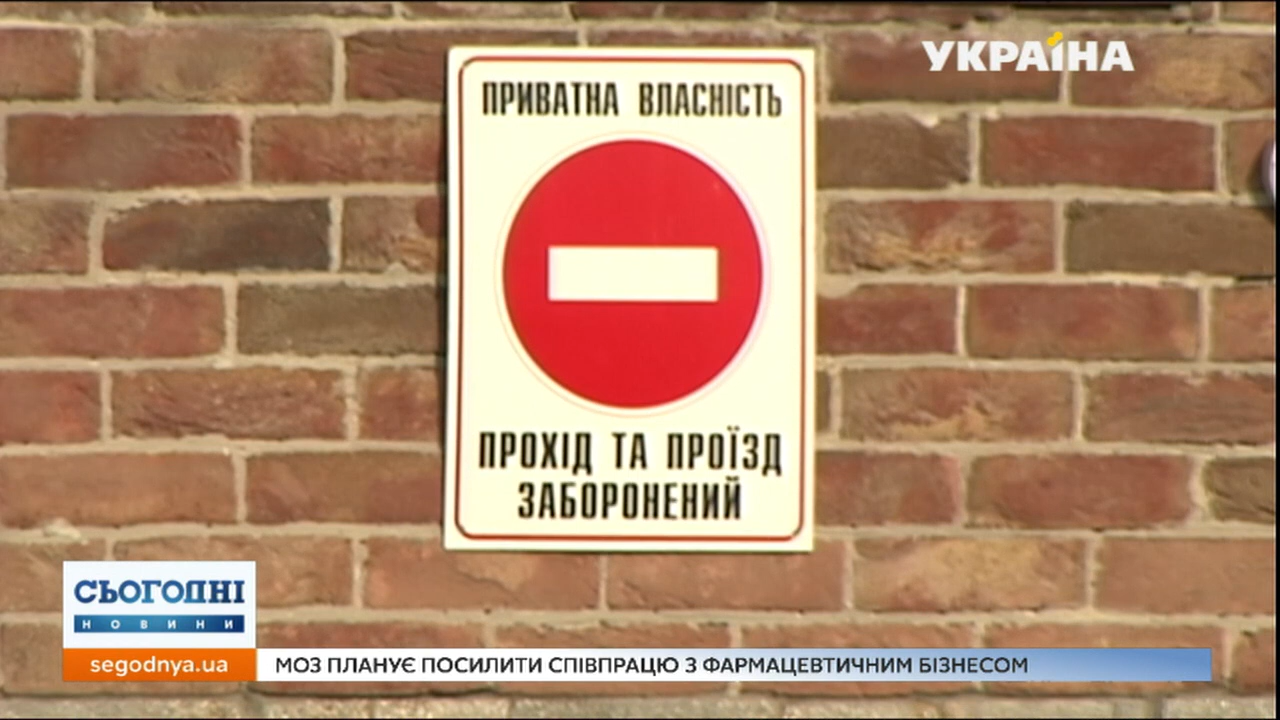 УКРАЇНА
ПРИВАТНА ВЛАСНІСТЬ
ПРОХІД ТА ПРОЇЗД
ЗАБОРОНЕНИЙ
СЬОГОДНІ
НОВИНИ
segodnya.ua
МОЗ ПЛАНУЄ ПОСИЛИТИ СПІВПРАЦЮ З ФАРМАЦЕВТИЧНИМ БІЗНЕСОМ